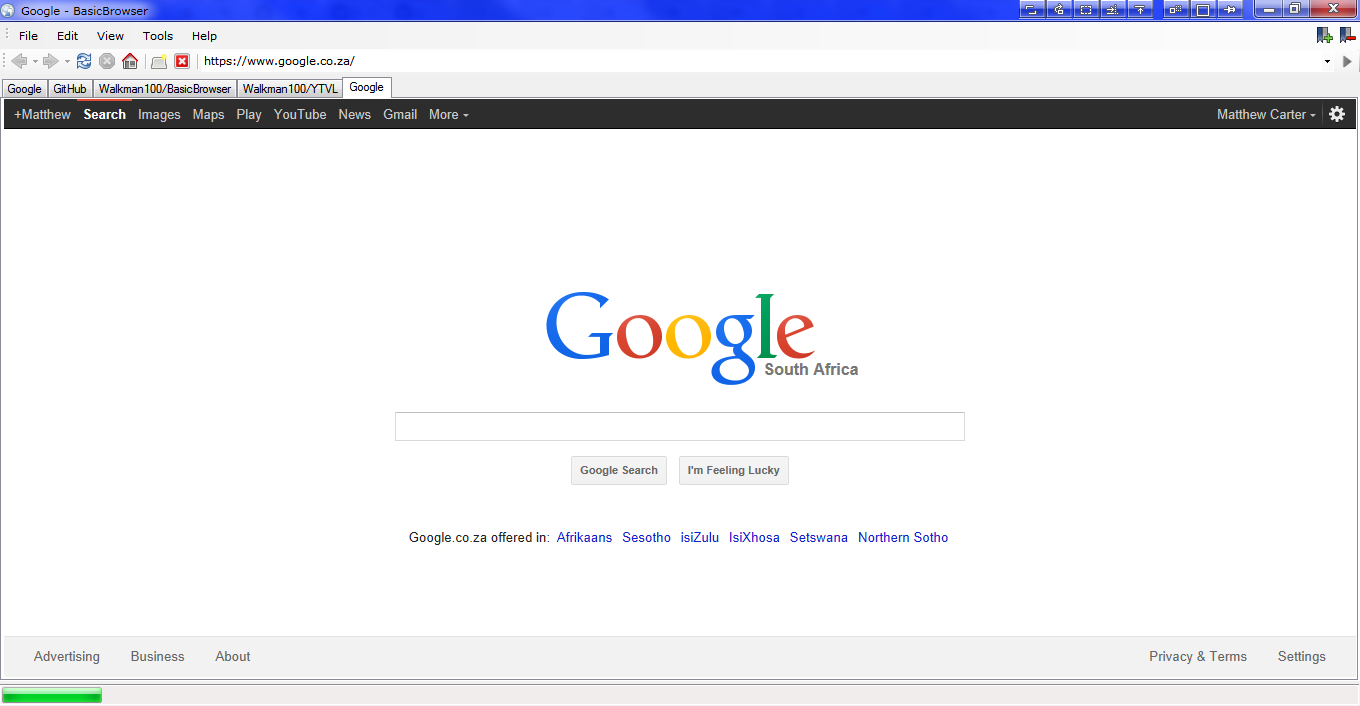 Google - BasicBrowser
File Edit View Tools Help
https://www.google.co.za/
Google GitHub Walkman100/BasicBrowser Walkman100/YTVL Google
+Matthew Search Images Maps Play YouTube News Gmail More Matthew Carter
Google
South Africa
Google Search I'm Feeling Lucky
Google.co.za offered in: Afrikaans Sesotho isiZulu IsiXhosa Setswana Northern Sotho
Advertising Business About Privacy & Terms Settings